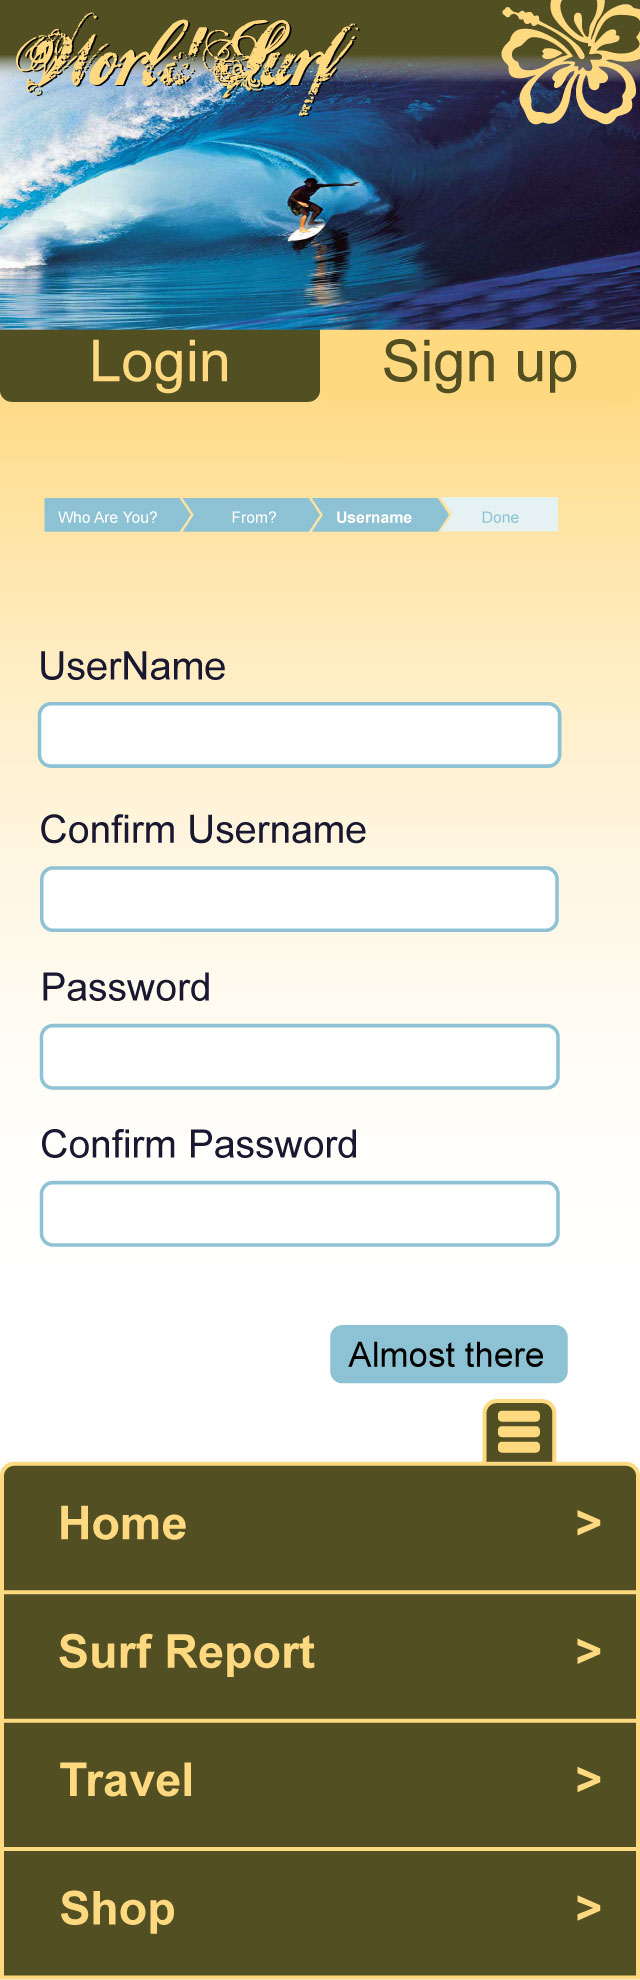 World Surf
Login Sign up
Who Are You? From? Username Done
UserName
Confirm Username
Password
Confirm Password
Almost there
Home >
Surf Report >
Travel >
Shop >